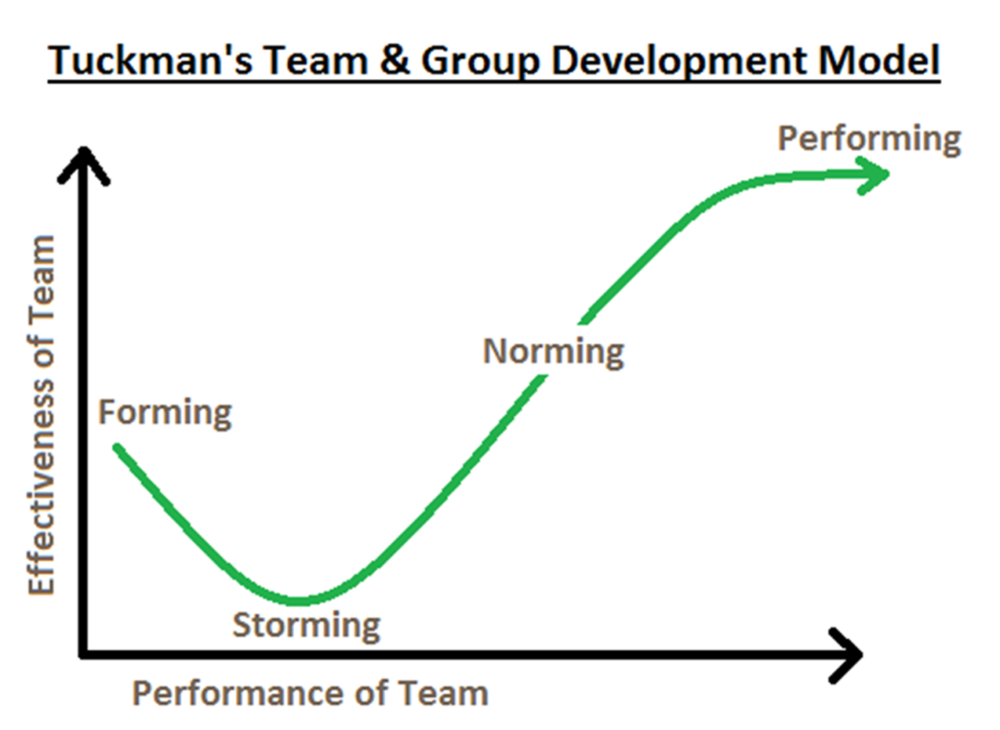 Tuckman's Team & Group Development Model
Performing
Norming
Forming
Storming
Effectiveness of Team
Performance of Team